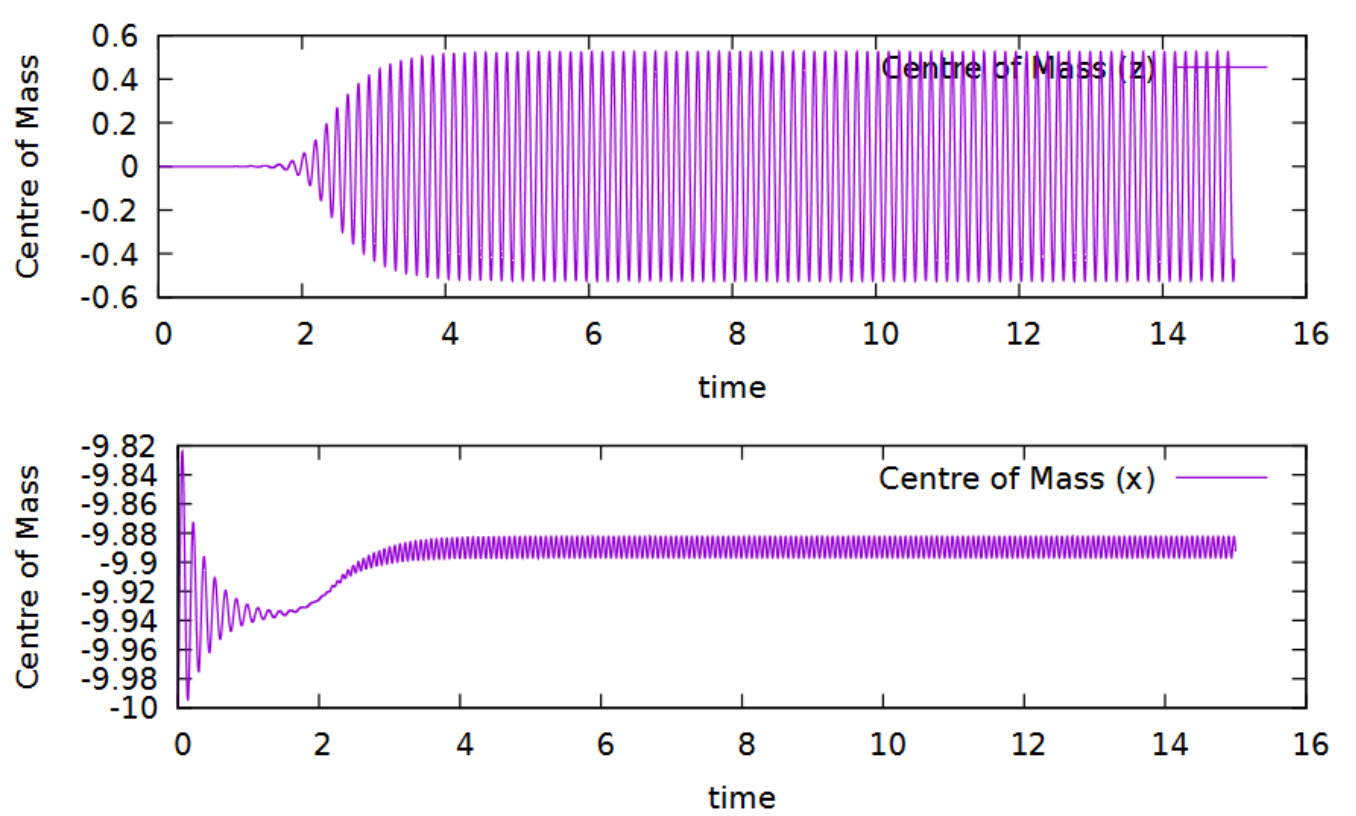 0.6
0.4
0.2
0
-0.2
-0.4
-0.6
Centre of Mass
Centre of Mass (z)
0 2 4 6 8 10 12 14 16
time
-9.82
-9.84
-9.86
-9.88
-9.9
-9.92
-9.94
-9.96
-9.98
-10
Centre of Mass
Centre of Mass (x)
0 2 4 6 8 10 12 14 16
time